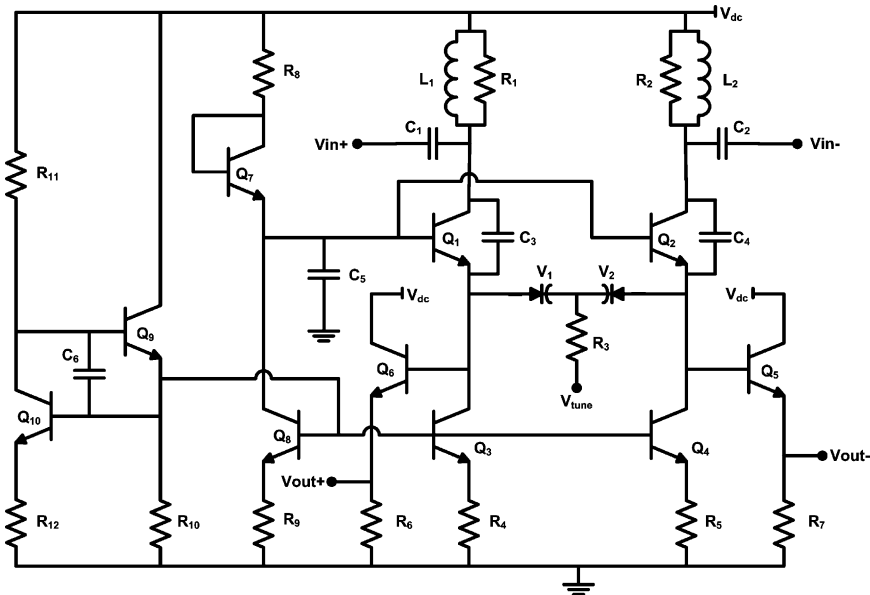 Vdc
R8
L1
R1
R2
L2
C1
C2
Vin+
Vin-
R11
Q7
Q1
C3
Q2
C4
C5
V1
V2
Vdc
Vdc
Q9
R3
C6
Q6
Q5
Vtune
Q10
Q8
Q3
Q4
Vout+
Vout-
R12
R10
R9
R6
R4
R5
R7